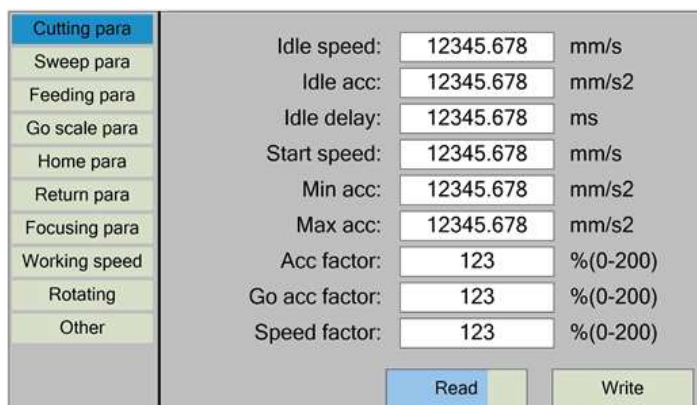 Cutting para
Sweep para
Feeding para
Go scale para
Home para
Return para
Focusing para
Working speed
Rotating
Other
Idle speed: 12345.678 mm/s
Idle acc: 12345.678 mm/s2
Idle delay: 12345.678 ms
Start speed: 12345.678 mm/s
Min acc: 12345.678 mm/s2
Max acc: 12345.678 mm/s2
Acc factor: 123 %(0-200)
Go acc factor: 123 %(0-200)
Speed factor: 123 %(0-200)
Read Write